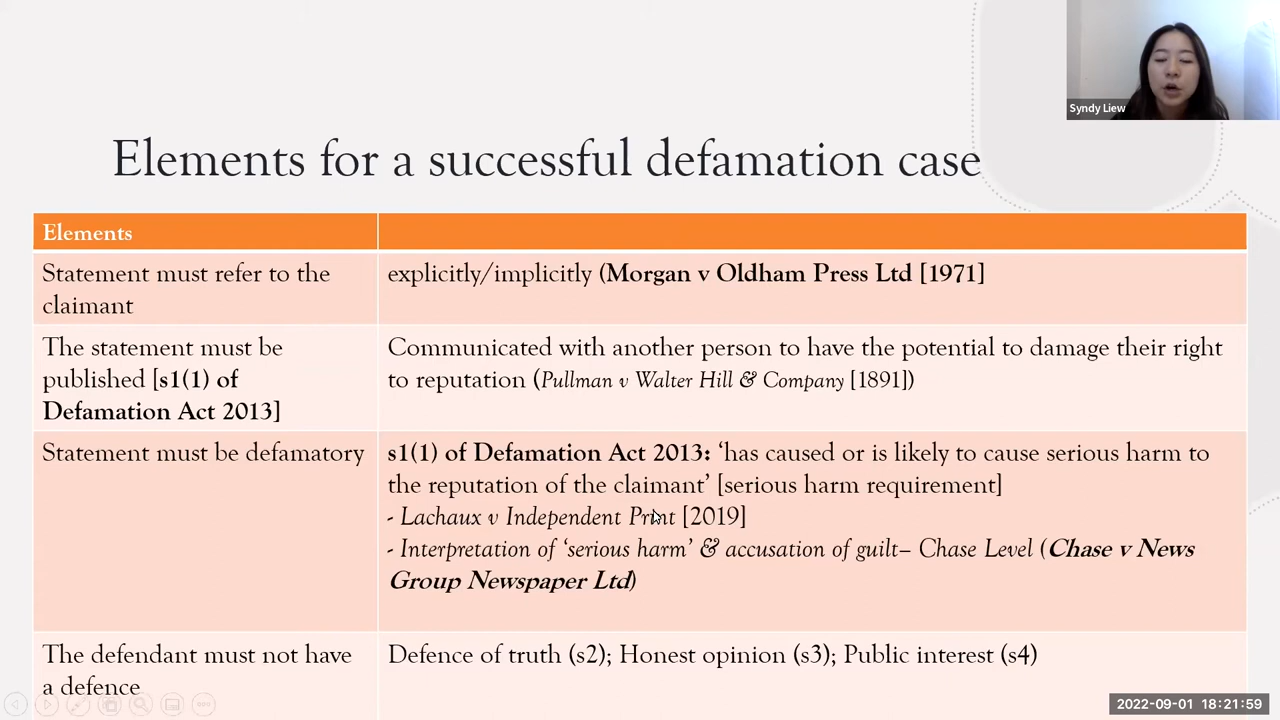 Syndy Liew
Elements for a successful defamation case
Elements
Statement must refer to the
claimant
explicitly/implicitly (Morgan v Oldham Press Ltd [1971]
The statement must be
published [s1(1) of
Defamation Act 2013]
Communicated with another person to have the potential to damage their right
to reputation (Pullman v Walter Hill & Company [1891])
Statement must be defamatory
s1(1) of Defamation Act 2013: ‘has caused or is likely to cause serious harm to
the reputation of the claimant’ [serious harm requirement]
- Lachaux v Independent Print [2019]
- Interpretation of ‘serious harm’ & accusation of guilt– Chase Level (Chase v News
Group Newspaper Ltd)
The defendant must not have
a defence
Defence of truth (s2); Honest opinion (s3); Public interest (s4)
2022-09-01 18:21:59